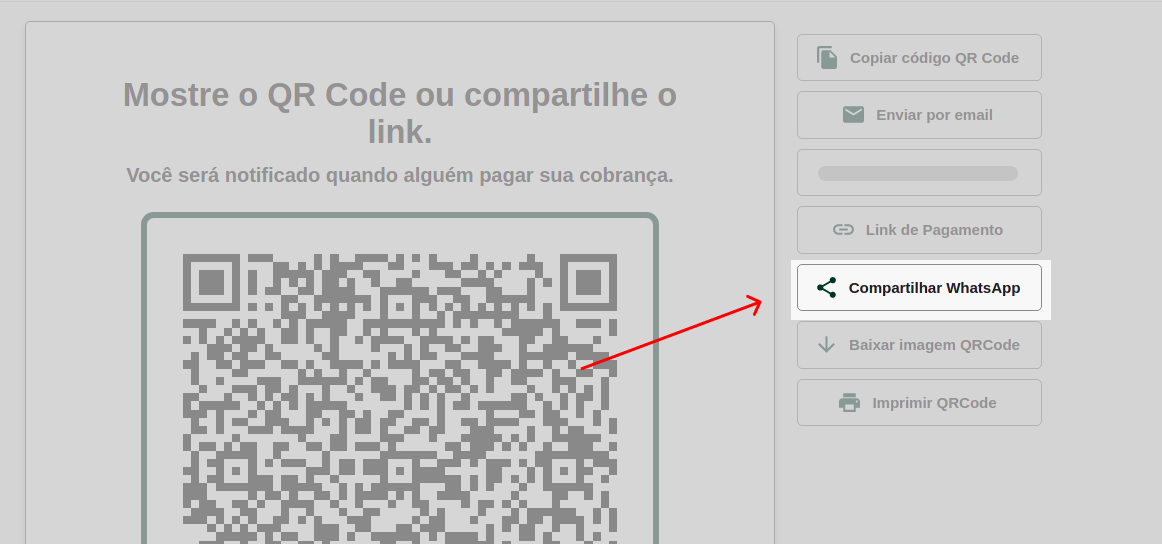 Mostre o QR Code ou compartilhe o
link.
Você será notificado quando alguém pagar sua cobrança.
Copiar código QR Code
Enviar por email
Link de Pagamento
Compartilhar WhatsApp
Baixar imagem QRCode
Imprimir QRCode